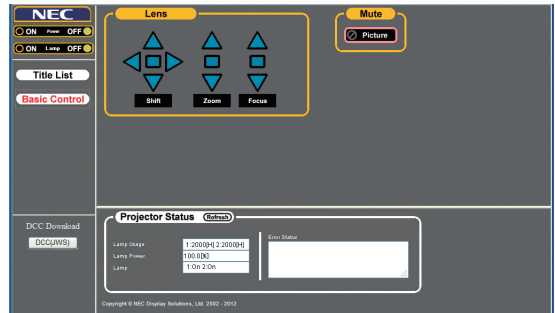 NEC
ON Power OFF
ON Lamp OFF
Title List
Basic Control
DCC Download
DCC(JWS)
Lens
Shift
Zoom
Focus
Mute
Picture
Projector Status Refresh
Lamp Usage 1:2000[H] 2:2000[H]
Lamp Power 100.0[%]
Lamp 1:On 2:On
Error Status
Copyright © NEC Display Solutions, Ltd. 2002 - 2012